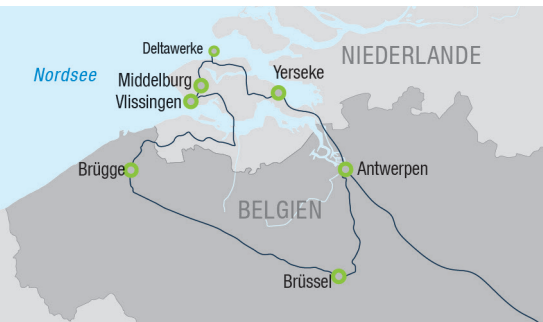 Deltawerke
NIEDERLANDE
Nordsee
Middelburg
Yerseke
Vlissingen
Brügge
Antwerpen
BELGIEN
Brüssel